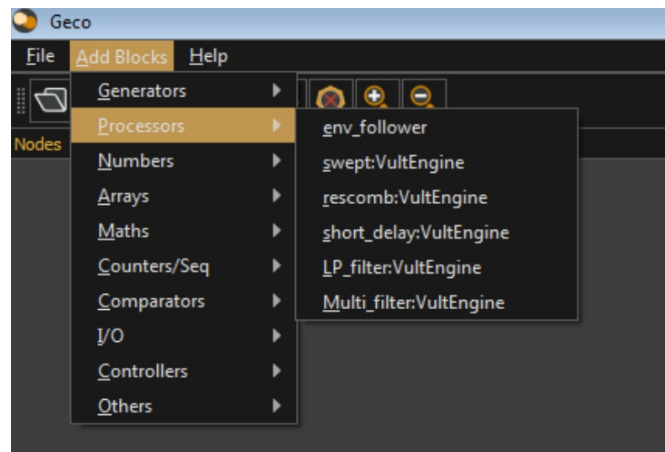 Geco
File Add Blocks Help
Nodes
Generators
Processors
Numbers
Arrays
Maths
Counters/Seq
Comparators
I/O
Controllers
Others
env_follower
swept:VultEngine
rescomb:VultEngine
short_delay:VultEngine
LP_filter:VultEngine
Multi_filter:VultEngine